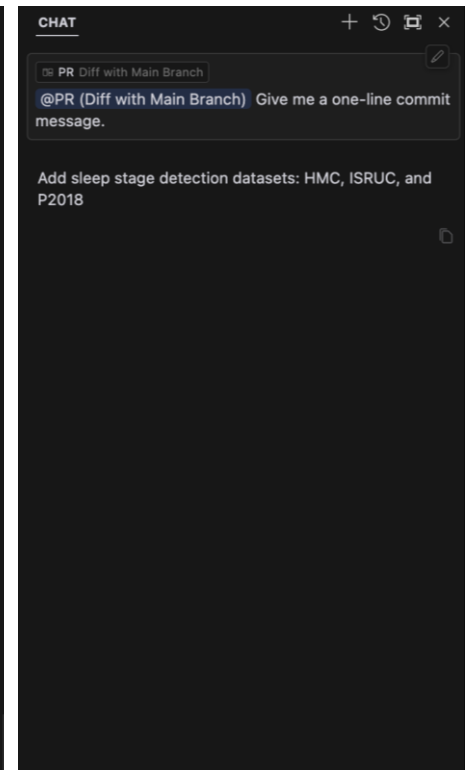 CHAT
PR Diff with Main Branch
@PR (Diff with Main Branch) Give me a one-line commit
message.
Add sleep stage detection datasets: HMC, ISRUC, and
P2018